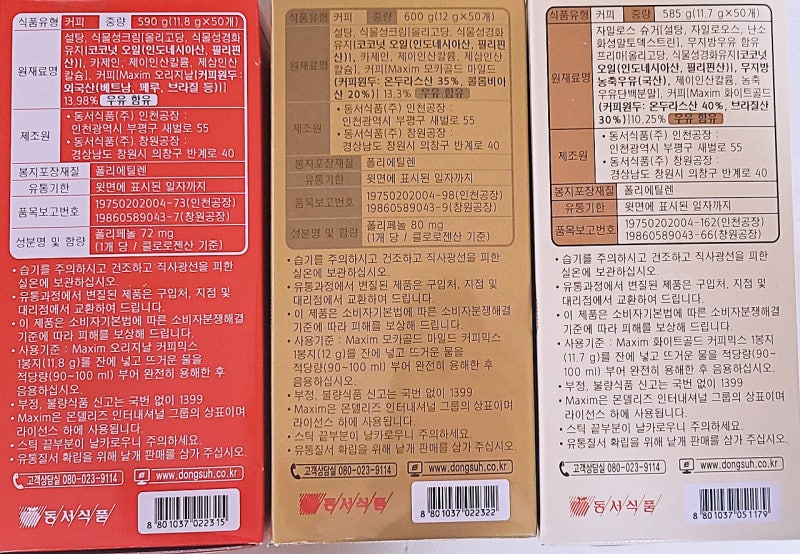 식품유형 커피 중량 590 g(11.8 g×50개)
원재료명
설탕, 식물성크림[올리고당, 식물성경화
유지[코코넛 오일(인도네시아산, 필리핀
산)], 카제인, 제이인산칼륨, 제삼인산
칼슘], 커피[Maxim 오리지날(커피원두:
외국산(베트남, 페루, 브라질 등))]
13.98% 우유 함유
제조원
• 동서식품(주) 인천공장 :
인천광역시 부평구 새벌로 55
• 동서식품(주) 창원공장 :
경상남도 창원시 의창구 반계로 40
봉지포장재질 폴리에틸렌
유통기한 윗면에 표시된 일자까지
품목보고번호
19750202004-73(인천공장)
19860589043-7(창원공장)
성분명 및 함량
폴리페놀 72 mg
(1개 당 / 클로로젠산 기준)
• 습기를 주의하시고 건조하고 직사광선을 피한
실온에 보관하십시오.
• 유통과정에서 변질된 제품은 구입처, 지점 및
대리점에서 교환하여 드립니다.
• 이 제품은 소비자기본법에 따른 소비자분쟁해결
기준에 따라 피해를 보상해 드립니다.
• 사용기준 : Maxim 오리지날 커피믹스
1봉지(11.8 g)를 잔에 넣고 뜨거운 물을
적당량(90~100 ml) 부어 완전히 용해한 후
음용하십시오.
• 부정, 불량식품 신고는 국번 없이 1399
• Maxim은 몬델리즈 인터내셔널 그룹의 상표이며
라이선스 하에 사용됩니다.
• 스틱 끝부분이 날카로우니 주의하세요.
• 유통질서 확립을 위해 낱개 판매를 삼가 주십시오.
고객상담실 080-023-9114 www.dongsuh.co.kr
동서식품
8 801037 022315
식품유형 커피 중량 600 g (12 g×50개)
원재료명
설탕, 식물성크림[올리고당, 식물성경화
유지[코코넛 오일(인도네시아산, 필리핀
산)], 카제인, 제이인산칼륨, 제삼인산
칼슘], 커피[Maxim 모카골드 마일드
(커피원두: 온두라스산 35%, 콜롬비아
산 20%)] 13.3% 우유 함유
제조원
• 동서식품(주) 인천공장 :
인천광역시 부평구 새벌로 55
• 동서식품(주) 창원공장 :
경상남도 창원시 의창구 반계로 40
봉지포장재질 폴리에틸렌
유통기한 윗면에 표시된 일자까지
품목보고번호
19750202004-98(인천공장)
19860589043-9(창원공장)
성분명 및 함량
폴리페놀 80 mg
(1개 당 / 클로로젠산 기준)
• 습기를 주의하시고 건조하고 직사광선을 피한
실온에 보관하십시오.
• 유통과정에서 변질된 제품은 구입처, 지점 및
대리점에서 교환하여 드립니다.
• 이 제품은 소비자기본법에 따른 소비자분쟁해결
기준에 따라 피해를 보상해 드립니다.
• 사용기준 : Maxim 모카골드 마일드 커피믹스
1봉지(12 g)를 잔에 넣고 뜨거운 물을
적당량(90~100 ml) 부어 완전히 용해한 후
음용하십시오.
• 부정, 불량식품 신고는 국번 없이 1399
• Maxim은 몬델리즈 인터내셔널 그룹의 상표이며
라이선스 하에 사용됩니다.
• 스틱 끝부분이 날카로우니 주의하세요.
• 유통질서 확립을 위해 낱개 판매를 삼가 주십시오.
고객상담실 080-023-9114 www.dongsuh.co.kr
동서식품
8 801037 022322
식품유형 커피 중량 585 g (11.7 g×50개)
원재료명
자일로스 슈거[설탕, 자일로오스, 난소
화성말토덱스트린], 무지방우유 함유
프리마[올리고당, 식물성경화유지[코코넛
오일(인도네시아산, 필리핀산)], 무지방
농축우유(국산), 제이인산칼륨, 농축
우유단백분말], 커피[Maxim 화이트골드
(커피원두: 온두라스산 40%, 브라질산
30%)]10.25% 우유 함유
제조원
• 동서식품(주) 인천공장 :
인천광역시 부평구 새벌로 55
• 동서식품(주) 창원공장 :
경상남도 창원시 의창구 반계로 40
봉지포장재질 폴리에틸렌
유통기한 윗면에 표시된 일자까지
품목보고번호
19750202004-162(인천공장)
19860589043-66(창원공장)
• 습기를 주의하시고 건조하고 직사광선을 피한
실온에 보관하십시오.
• 유통과정에서 변질된 제품은 구입처, 지점 및
대리점에서 교환하여 드립니다.
• 이 제품은 소비자기본법에 따른 소비자분쟁해결
기준에 따라 피해를 보상해 드립니다.
• 사용기준 : Maxim 화이트골드 커피믹스 1봉지
(11.7 g)를 잔에 넣고 뜨거운 물을 적당량(90~
100 ml) 부어 완전히 용해한 후 음용하십시오.
• 부정, 불량식품 신고는 국번 없이 1399
• Maxim은 몬델리즈 인터내셔널 그룹의 상표이며
라이선스 하에 사용됩니다.
• 스틱 끝부분이 날카로우니 주의하세요.
• 유통질서 확립을 위해 낱개 판매를 삼가 주십시오.
고객상담실 080-023-9114 www.dongsuh.co.kr
동서식품
8 801037 051179